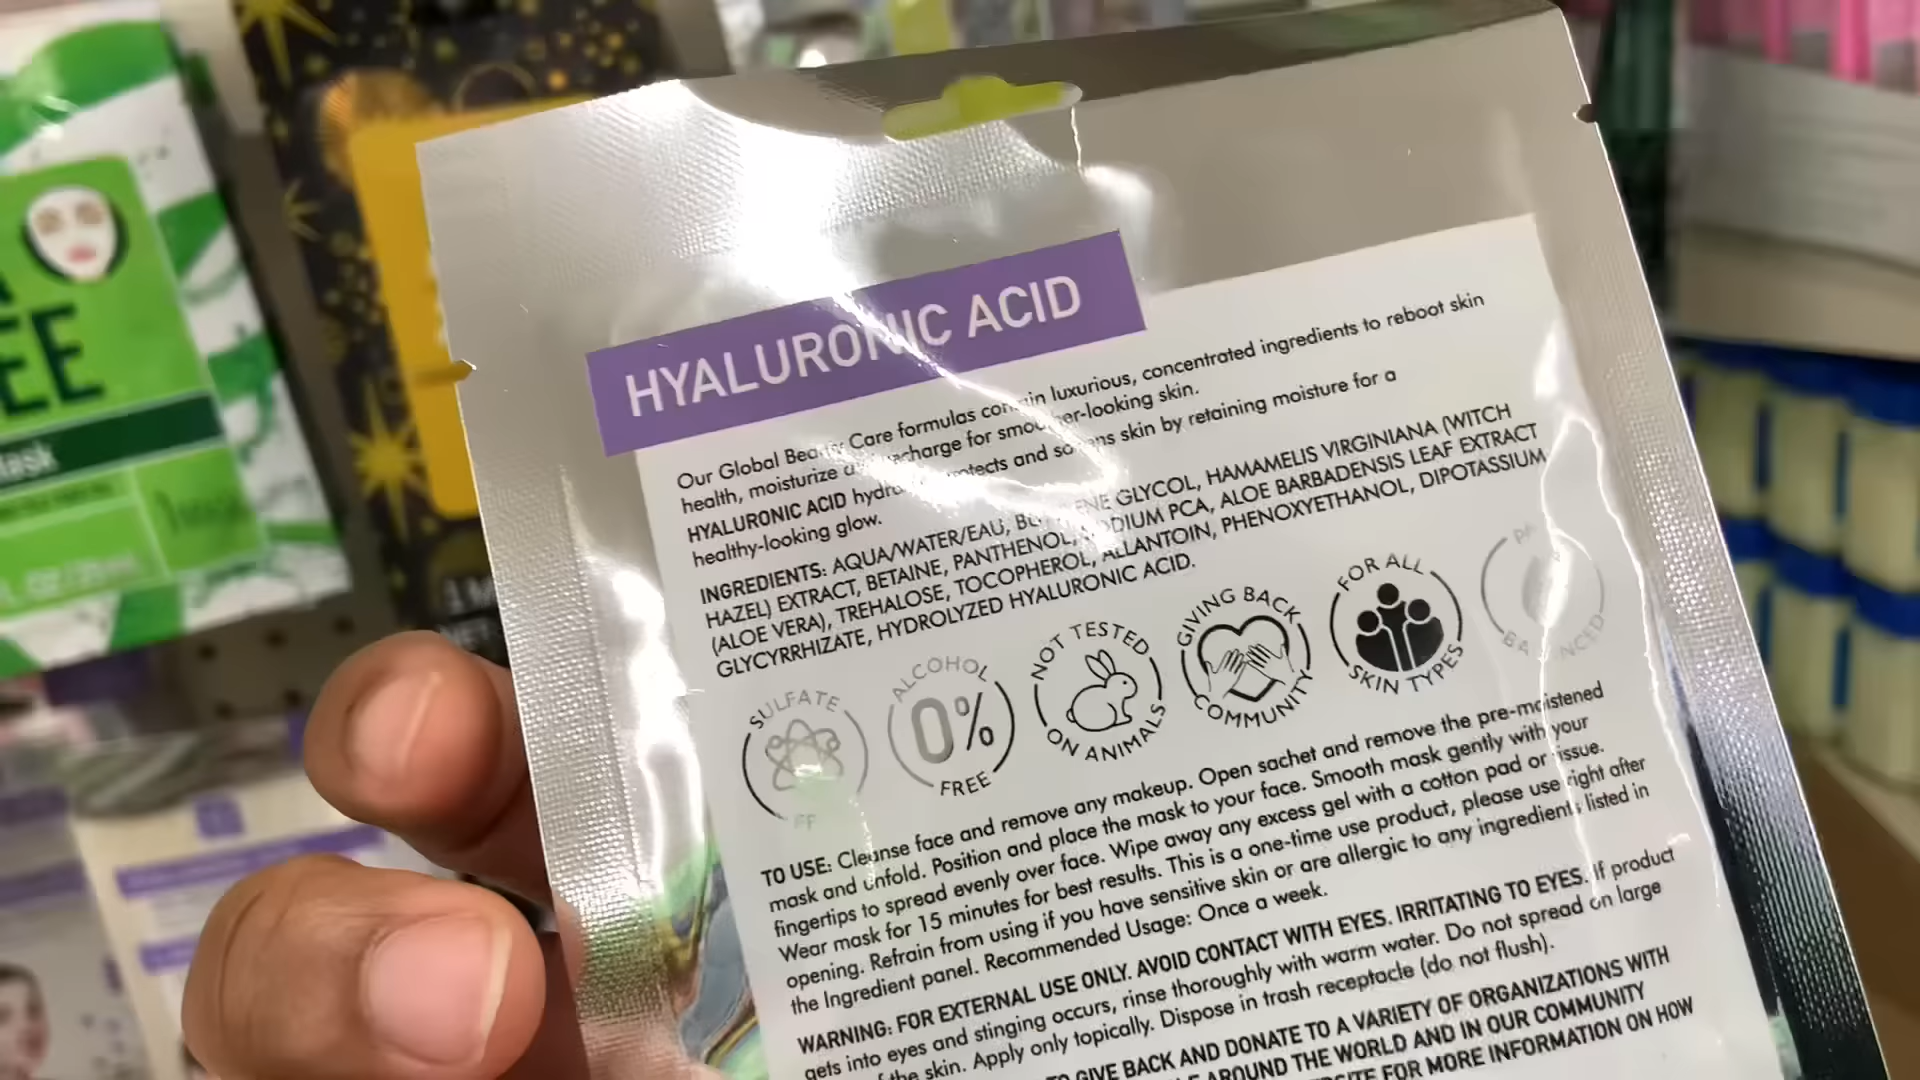 EE
HYALURONIC ACID
Our Global Beauty Care formulas contain luxurious, concentrated ingredients to reboot skin
health, moisturize and recharge for smoother-looking skin.
HYALURONIC ACID protects and skin by retaining moisture for a
healthy-looking glow.
INGREDIENTS: AQUA/WATER/EAU, BUTYLENE GLYCOL, HAMAMELIS VIRGINIANA (WITCH
HAZEL) EXTRACT, BETAINE, PANTHENOL, SODIUM PCA, ALOE BARBADENSIS LEAF EXTRACT
(ALOE VERA), TREHALOSE, TOCOPHEROL, ALLANTOIN, PHENOXYETHANOL, DIPOTASSIUM
GLYCYRRHIZATE, HYDROLYZED HYALURONIC ACID.
SULFATE
ALCOHOL
0%
FREE
NOT TESTED
ON ANIMALS
GIVING BACK
COMMUNITY
FOR ALL
SKIN TYPES
BALANCED
TO USE: Cleanse face and remove any makeup. Open sachet and remove the pre-moistened
mask and unfold. Position and place the mask to your face. Smooth mask gently with your
fingertips to spread evenly over face. Wipe away any excess gel with a cotton pad or tissue.
Wear mask for 15 minutes for best results. This is a one-time use product, please use right after
opening. Refrain from using if you have sensitive skin or are allergic to any ingredients listed in
the Ingredient panel. Recommended Usage: Once a week.
WARNING: FOR EXTERNAL USE ONLY. AVOID CONTACT WITH EYES. IRRITATING TO EYES. If product
gets into eyes and stinging occurs, rinse thoroughly with warm water. Do not spread on large
the skin. Apply only topically. Dispose in trash receptacle (do not flush).
TO GIVE BACK AND DONATE TO A VARIETY OF ORGANIZATIONS WITH
AROUND THE WORLD AND IN OUR COMMUNITY
FOR MORE INFORMATION ON HOW